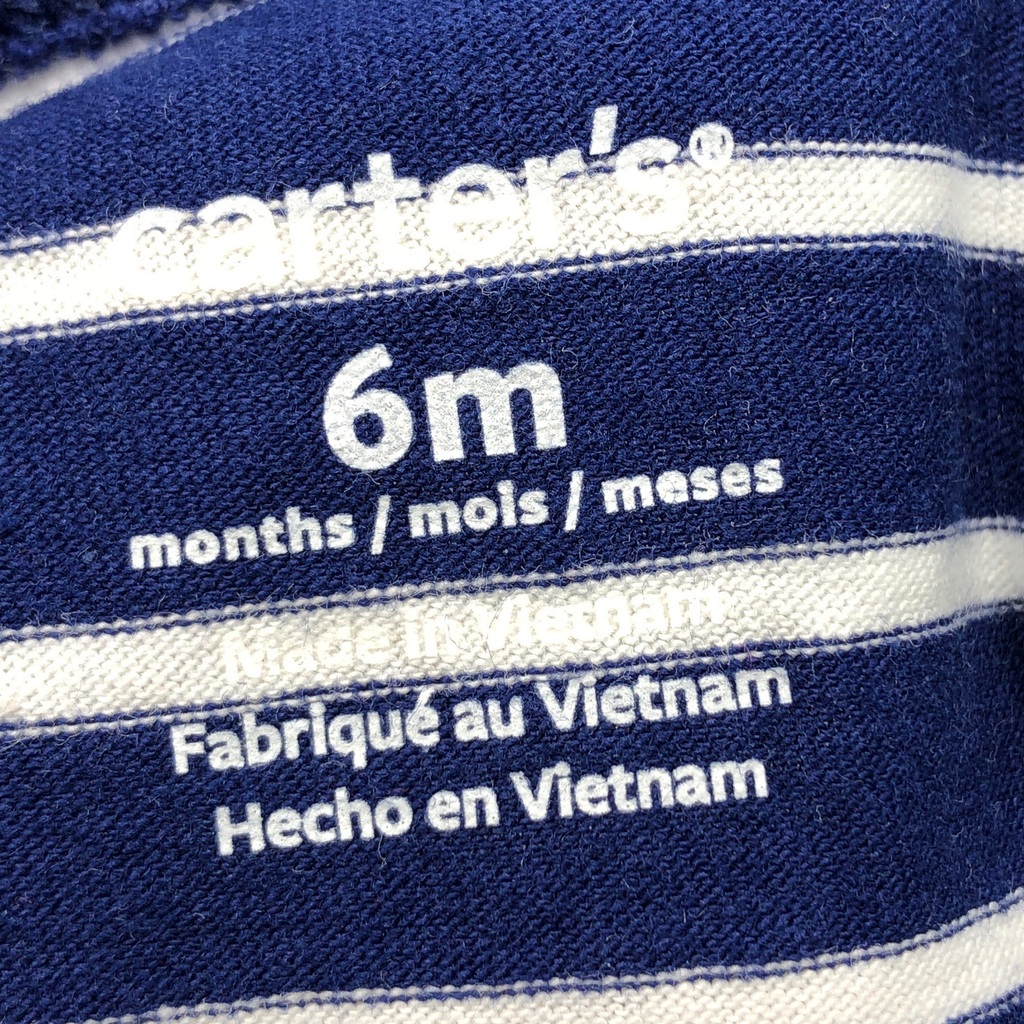 carter's®
6m
months / mois / meses
Made in Vietnam
Fabriqué au Vietnam
Hecho en Vietnam